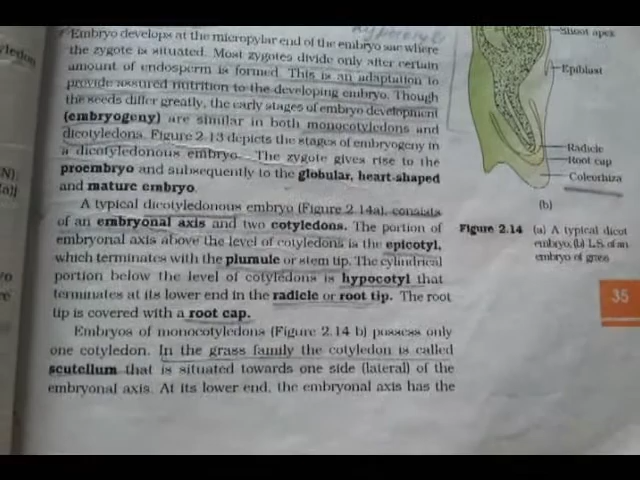 Embryo develops at the micropylar end of the embryo sac where
the zygote is situated. Most zygotes divide only after certain
amount of endosperm is formed. This is an adaptation to
provide assured nutrition to the developing embryo. Though
the seeds differ greatly, the early stages of embryo development
(embryogeny) are similar in both monocotyledons and
dicotyledons. Figure 2.13 depicts the stages of embryogeny in
a dicotyledonous embryo. The zygote gives rise to the
proembryo and subsequently to the globular, heart-shaped
and mature embryo.
A typical dicotyledonous embryo (Figure 2.14a), consists
of an embryonal axis and two cotyledons. The portion of
embryonal axis above the level of cotyledons is the epicotyl,
which terminates with the plumule or stem tip. The cylindrical
portion below the level of cotyledons is hypocotyl that
terminates at its lower end in the radicle or root tip. The root
tip is covered with a root cap.
Embryos of monocotyledons (Figure 2.14 b) possess only
one cotyledon. In the grass family the cotyledon is called
scutellum that is situated towards one side (lateral) of the
embryonal axis. At its lower end, the embryonal axis has the
Shoot apex
Epiblast
Radicle
Root cap
Coleorhiza
(b)
Figure 2.14 (a) A typical dicot
embryo; (b) L.S. of an
embryo of grass
35